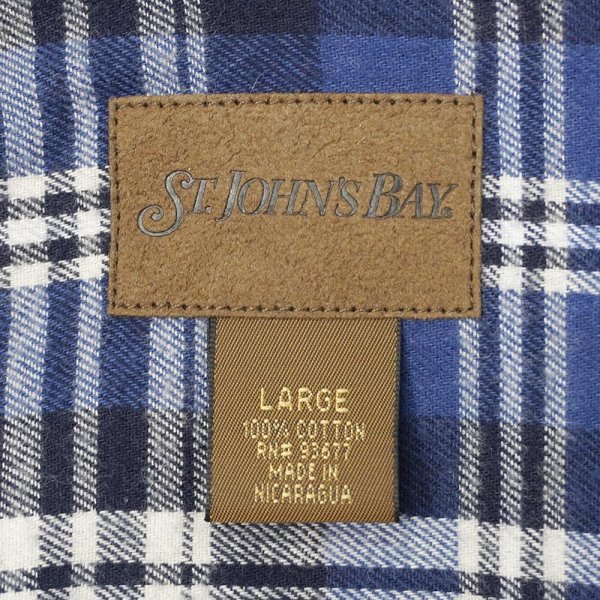 ST. JOHN'S BAY®
LARGE
100% COTTON
RN# 93677
MADE IN
NICARAGUA